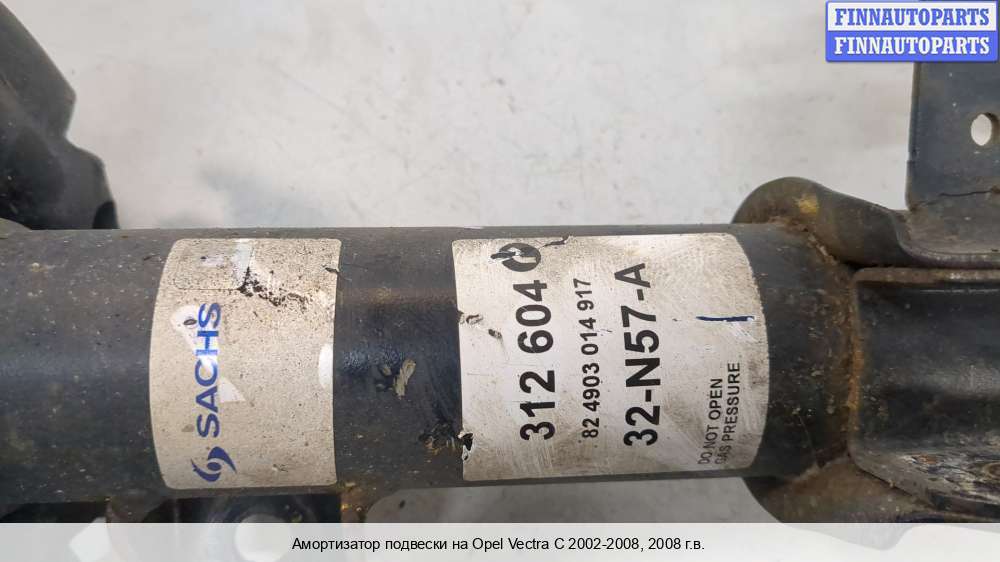 FINNAUTOPARTS
FINNAUTOPARTS
SACHS
312 604
82 4903 014 917
32-N57-A
DO NOT OPEN
GAS PRESSURE
Амортизатор подвески на Opel Vectra C 2002-2008, 2008 г.в.